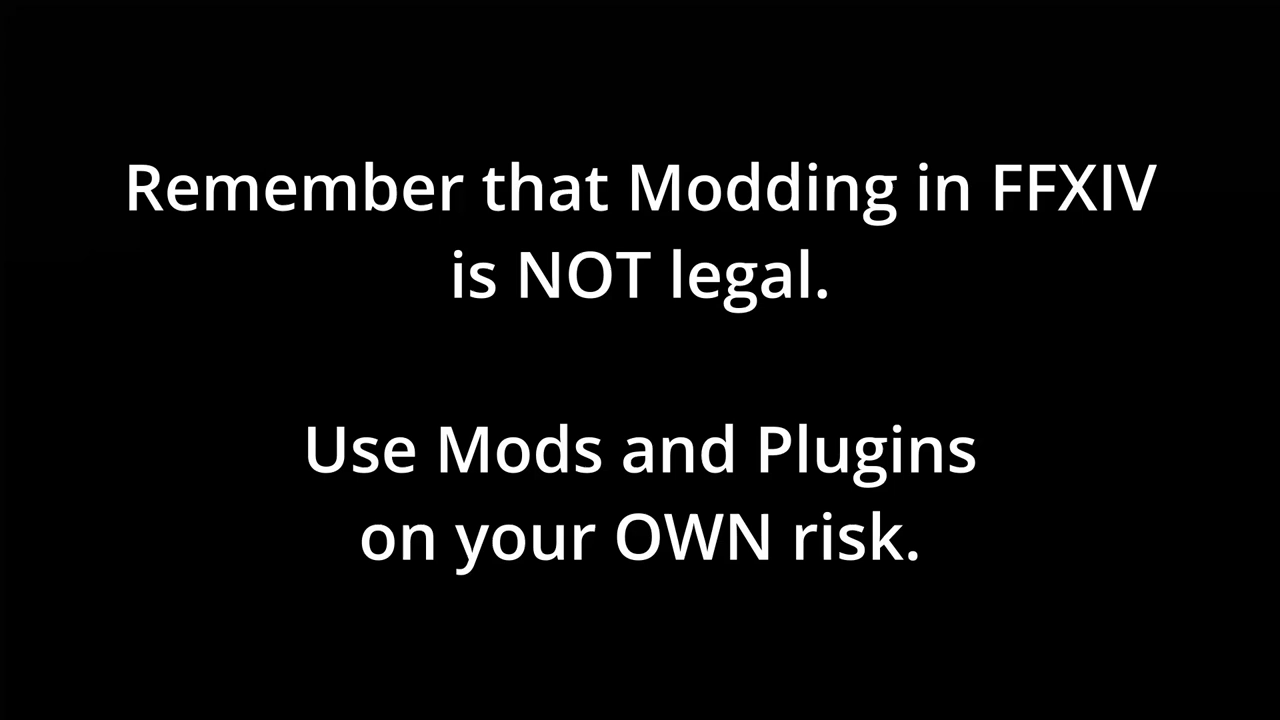 Remember that Modding in FFXIV
is NOT legal.
Use Mods and Plugins
on your OWN risk.